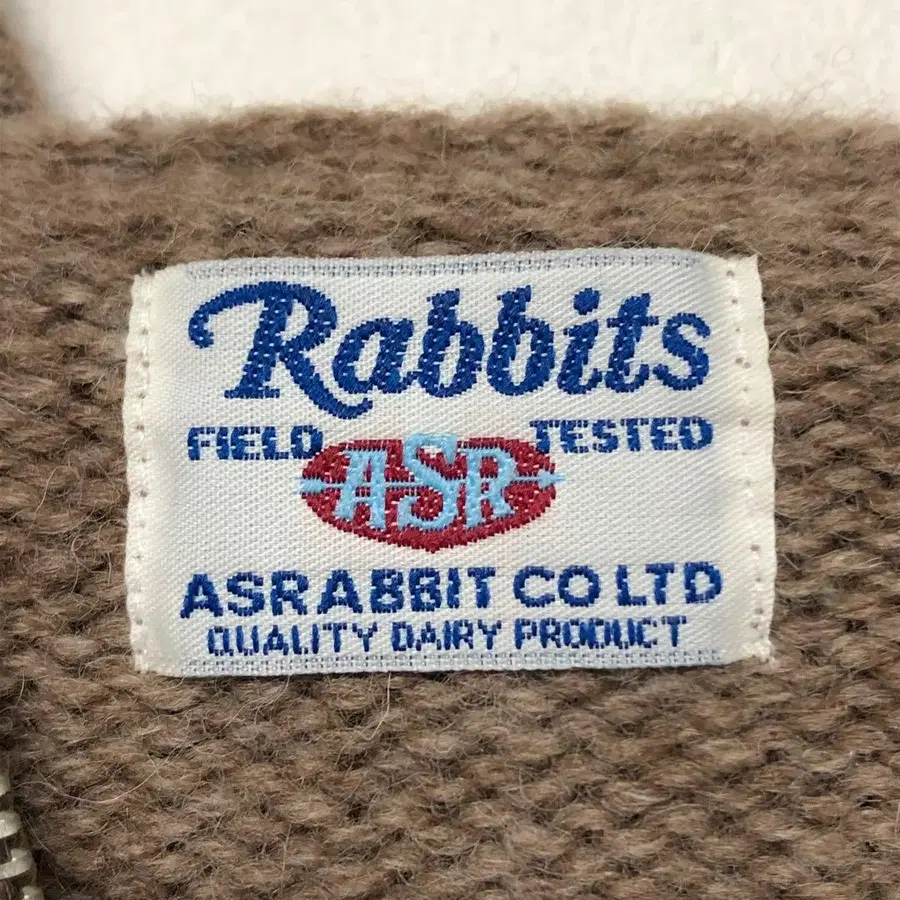 Rabbits
FIELD TESTED
ASR
ASRABBIT CO LTD
QUALITY DAIRY PRODUCT